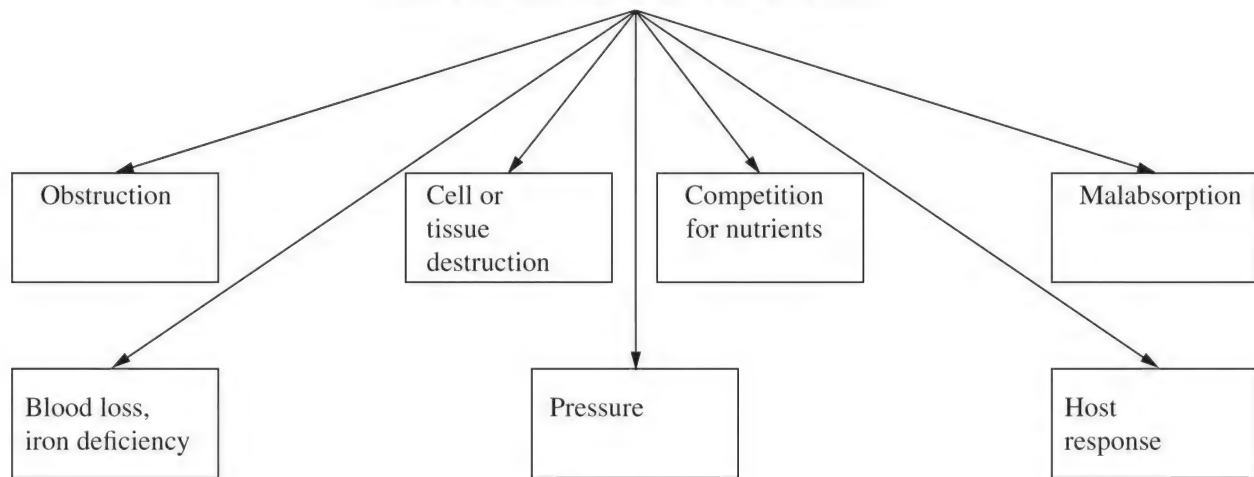 Obstruction
Cell or
tissue
destruction
Competition
for nutrients
Malabsorption
Blood loss,
iron deficiency
Pressure
Host
response